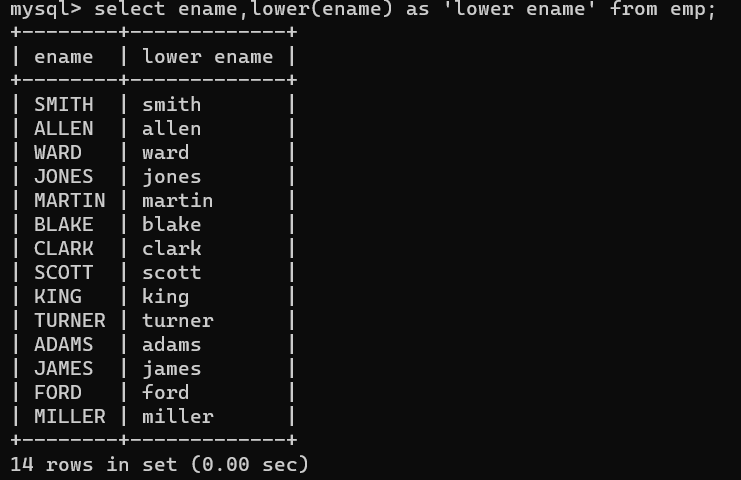 mysql> select ename,lower(ename) as 'lower ename' from emp;
+--------+-------------+
| ename  | lower ename |
+--------+-------------+
| SMITH  | smith       |
| ALLEN  | allen       |
| WARD   | ward        |
| JONES  | jones       |
| MARTIN | martin      |
| BLAKE  | blake       |
| CLARK  | clark       |
| SCOTT  | scott       |
| KING   | king        |
| TURNER | turner      |
| ADAMS  | adams       |
| JAMES  | james       |
| FORD   | ford        |
| MILLER | miller      |
+--------+-------------+
14 rows in set (0.00 sec)